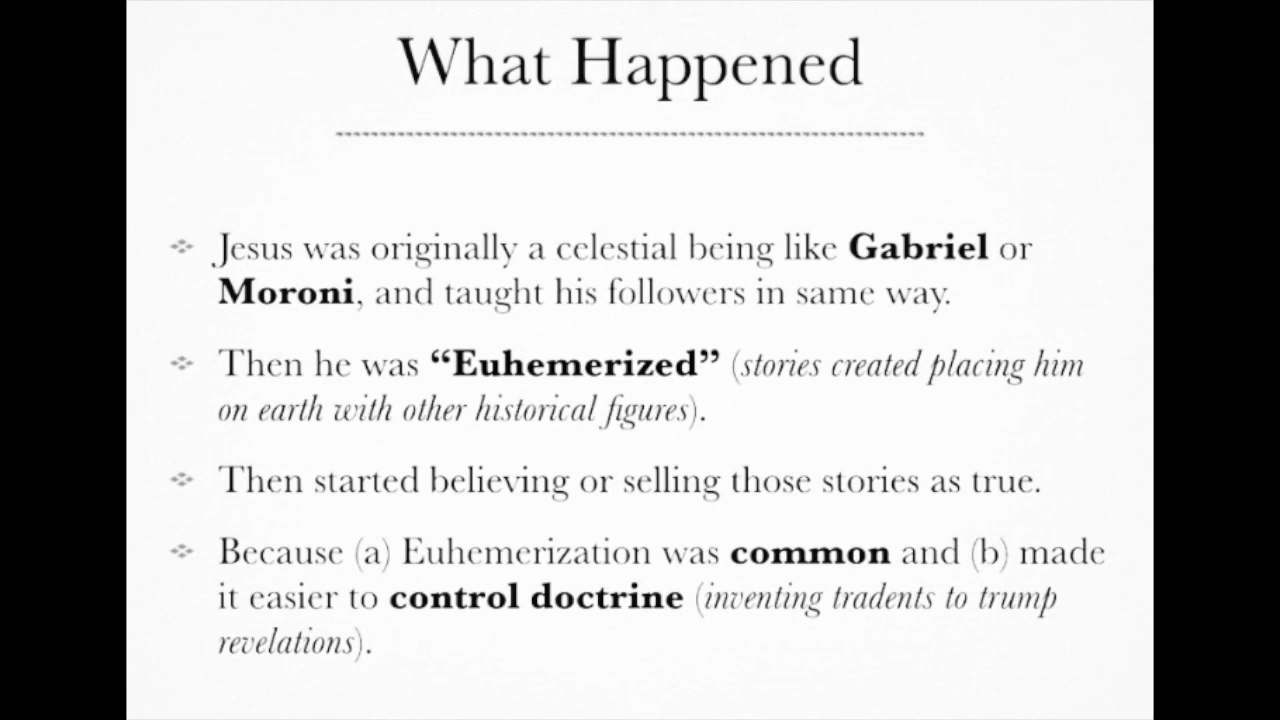 What Happened
Jesus was originally a celestial being like Gabriel or
Moroni, and taught his followers in same way.
Then he was “Euhemerized” (stories created placing him
on earth with other historical figures).
Then started believing or selling those stories as true.
Because (a) Euhemerization was common and (b) made
it easier to control doctrine (inventing tradents to trump
revelations).